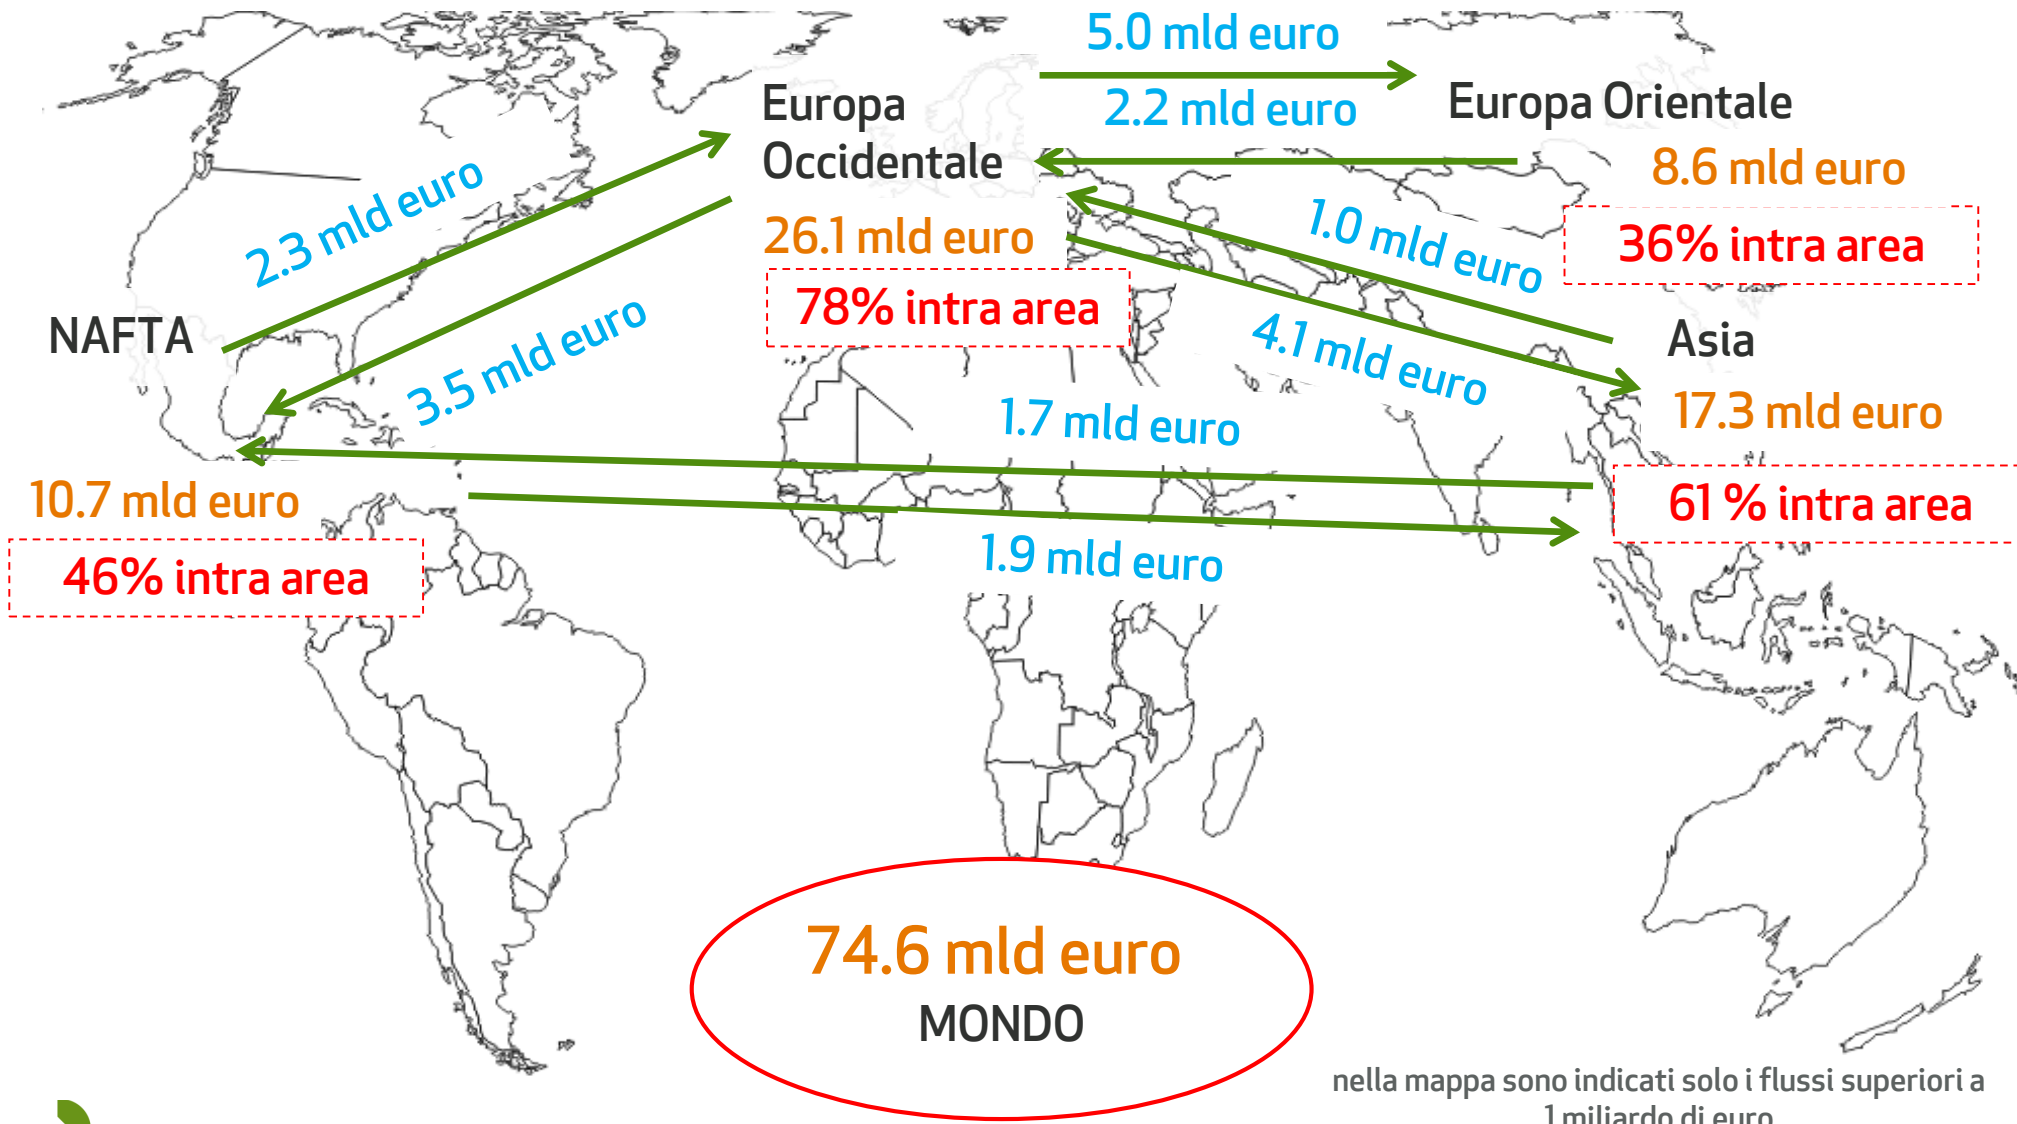 5.0 mld euro
2.2 mld euro
Europa
Occidentale
26.1 mld euro
78% intra area
Europa Orientale
8.6 mld euro
36% intra area
2.3 mld euro
3.5 mld euro
1.0 mld euro
4.1 mld euro
NAFTA
10.7 mld euro
46% intra area
Asia
17.3 mld euro
61 % intra area
1.7 mld euro
1.9 mld euro
74.6 mld euro
MONDO
nella mappa sono indicati solo i flussi superiori a
1 miliardo di euro